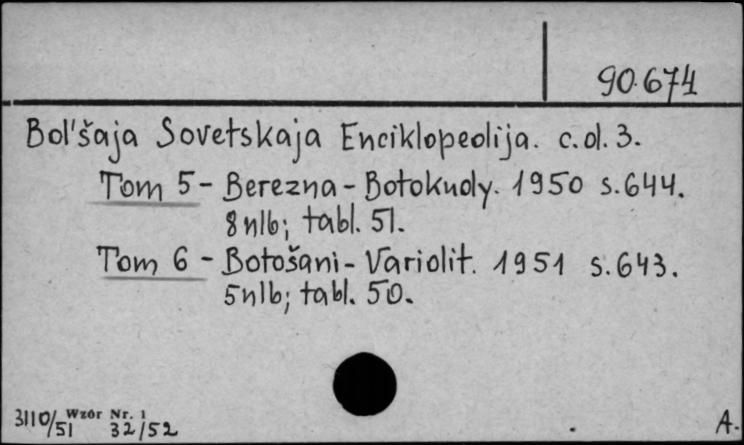 90.674
Bol'šaja Sovetskaja Enciklopedija. c.d. 3.
Tom 5 - Berezna - Botokudy. 1950 s. 644.
8 nlb; tabl. 51.
Tom 6 - Botošani - Variolit. 1951 s. 643.
5 nlb; tabl. 50.
3110/51 Wzór Nr. 1 32/52 A.